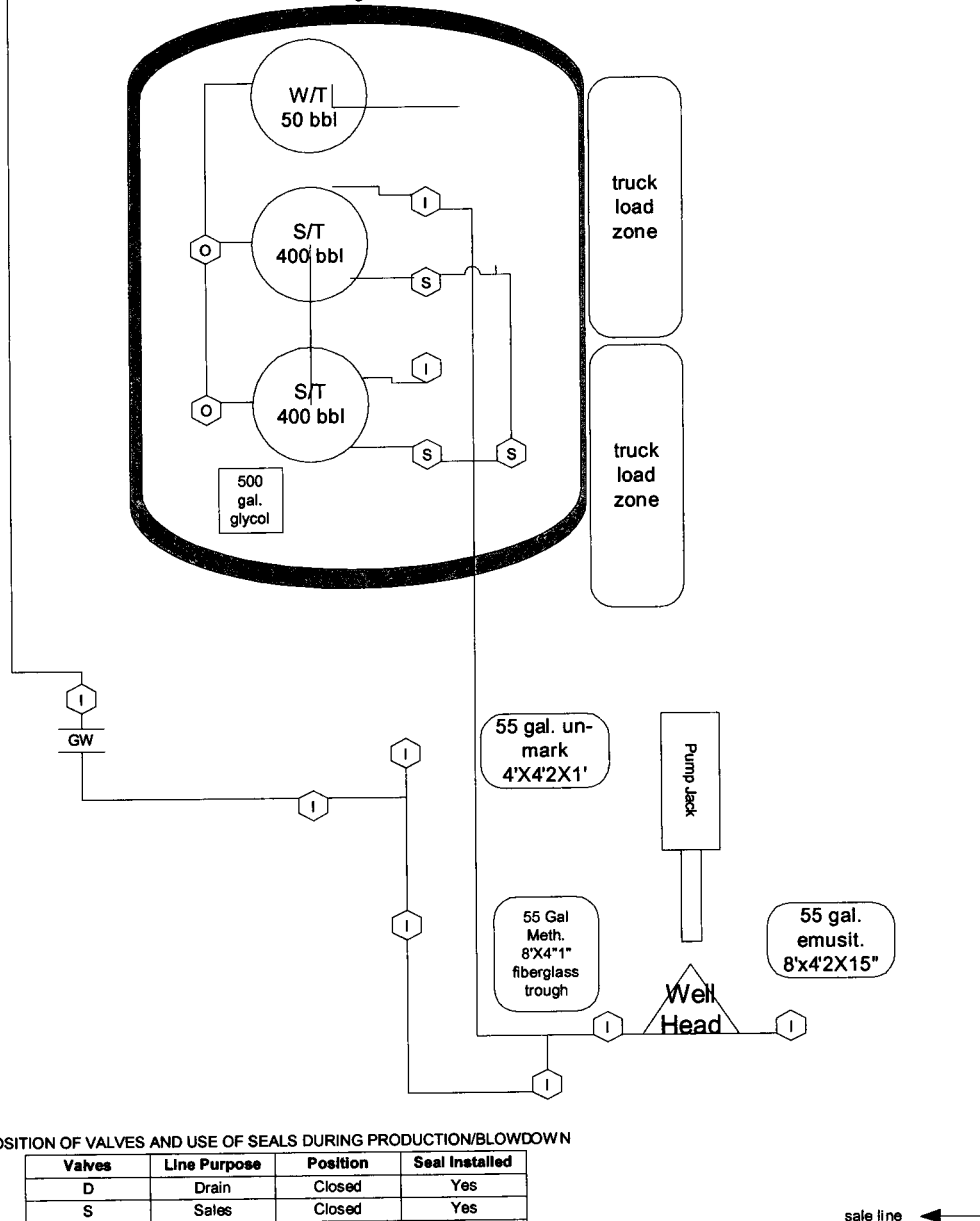 W/T
50 bbl
truck
load
zone
I
S/T
400 bbl
O
S
I
S/T
400 bbl
O
S
S
truck
load
zone
500
gal.
glycol
I
GW
55 gal. un-
mark
4'X4'2X1'
Pump Jack
I
I
I
55 Gal
Meth.
8'X4"1"
fiberglass
trough
55 gal.
emusit.
8'x4'2X15"
Well
Head
I
I
I
OSITION OF VALVES AND USE OF SEALS DURING PRODUCTION/BLOWDOWN
Valves Line Purpose Position Seal Installed
D Drain Closed Yes
S Sales Closed Yes
sale line